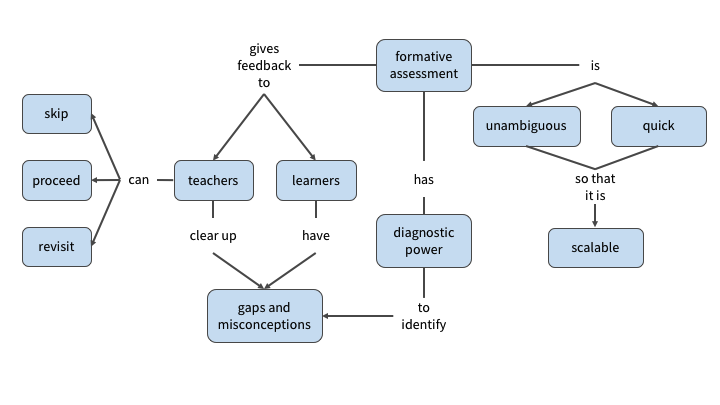 gives
feedback
to
formative
assessment
is
skip
unambiguous
quick
proceed
can
teachers
learners
has
so that
it is
revisit
clear up
have
diagnostic
power
scalable
gaps and
misconceptions
to
identify